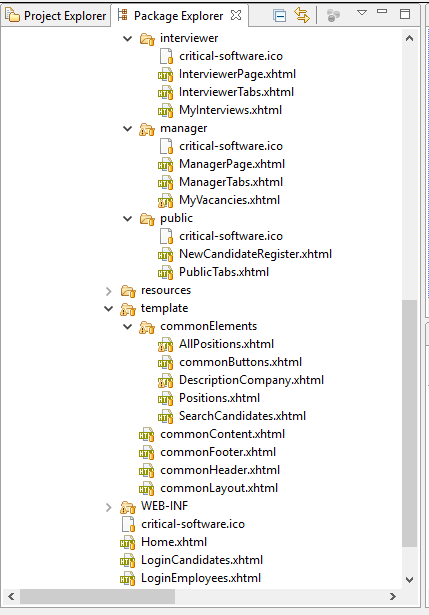 Project Explorer Package Explorer
interviewer
critical-software.ico
InterviewerPage.xhtml
InterviewerTabs.xhtml
MyInterviews.xhtml
manager
critical-software.ico
ManagerPage.xhtml
ManagerTabs.xhtml
MyVacancies.xhtml
public
critical-software.ico
NewCandidateRegister.xhtml
PublicTabs.xhtml
resources
template
commonElements
AllPositions.xhtml
commonButtons.xhtml
DescriptionCompany.xhtml
Positions.xhtml
SearchCandidates.xhtml
commonContent.xhtml
commonFooter.xhtml
commonHeader.xhtml
commonLayout.xhtml
WEB-INF
critical-software.ico
Home.xhtml
LoginCandidates.xhtml
LoginEmployees.xhtml